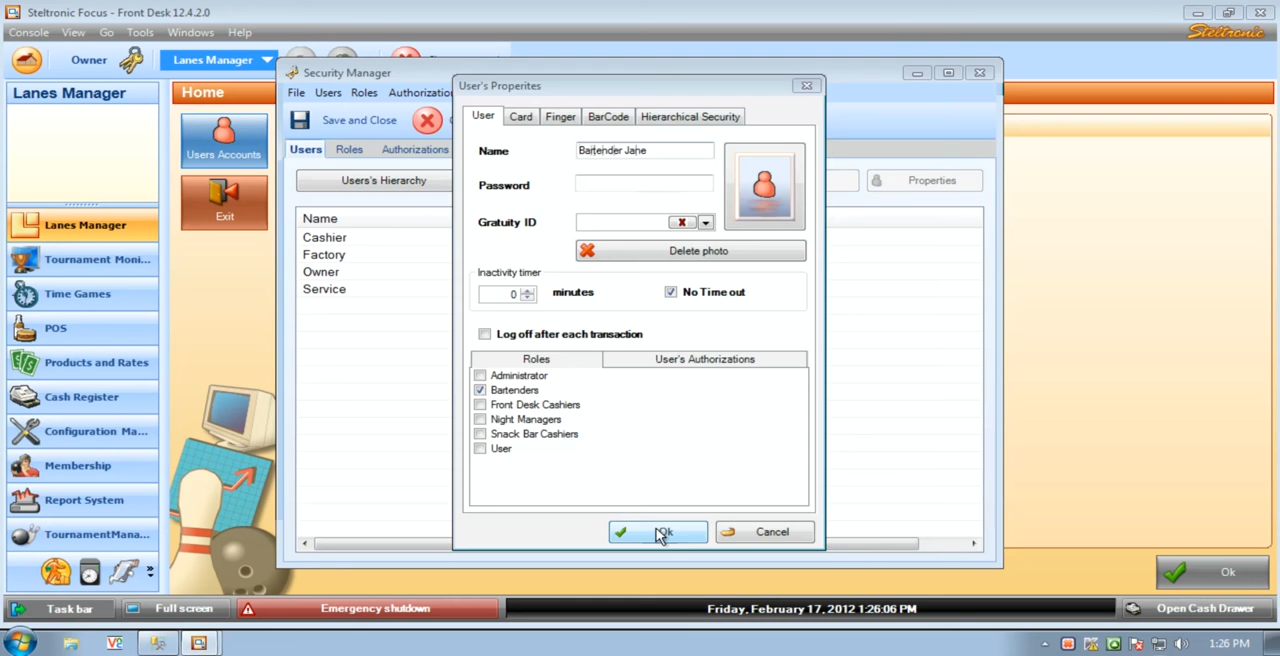 Steltronic Focus - Front Desk 12.4.2.0
Console View Go Tools Windows Help
Steltronic
Owner
Lanes Manager
Lanes Manager
Home
Users Accounts
Exit
Lanes Manager
Tournament Moni...
Time Games
POS
Products and Rates
Cash Register
Configuration Ma...
Membership
Report System
TournamentMana...
Security Manager
File Users Roles Authorizatio
Save and Close
Users Roles Authorizations
Users's Hierarchy
Properties
Name
Cashier
Factory
Owner
Service
User's Properites
User Card Finger BarCode Hierarchical Security
Name Bartender Jane
Password
Gratuity ID
Delete photo
Inactivity timer
0 minutes No Time out
Log off after each transaction
Roles User's Authorizations
Administrator
Bartenders
Front Desk Cashiers
Night Managers
Snack Bar Cashiers
User
Ok Cancel
Ok
Task bar Full screen Emergency shutdown Friday, February 17, 2012 1:26:06 PM Open Cash Drawer
1:26 PM